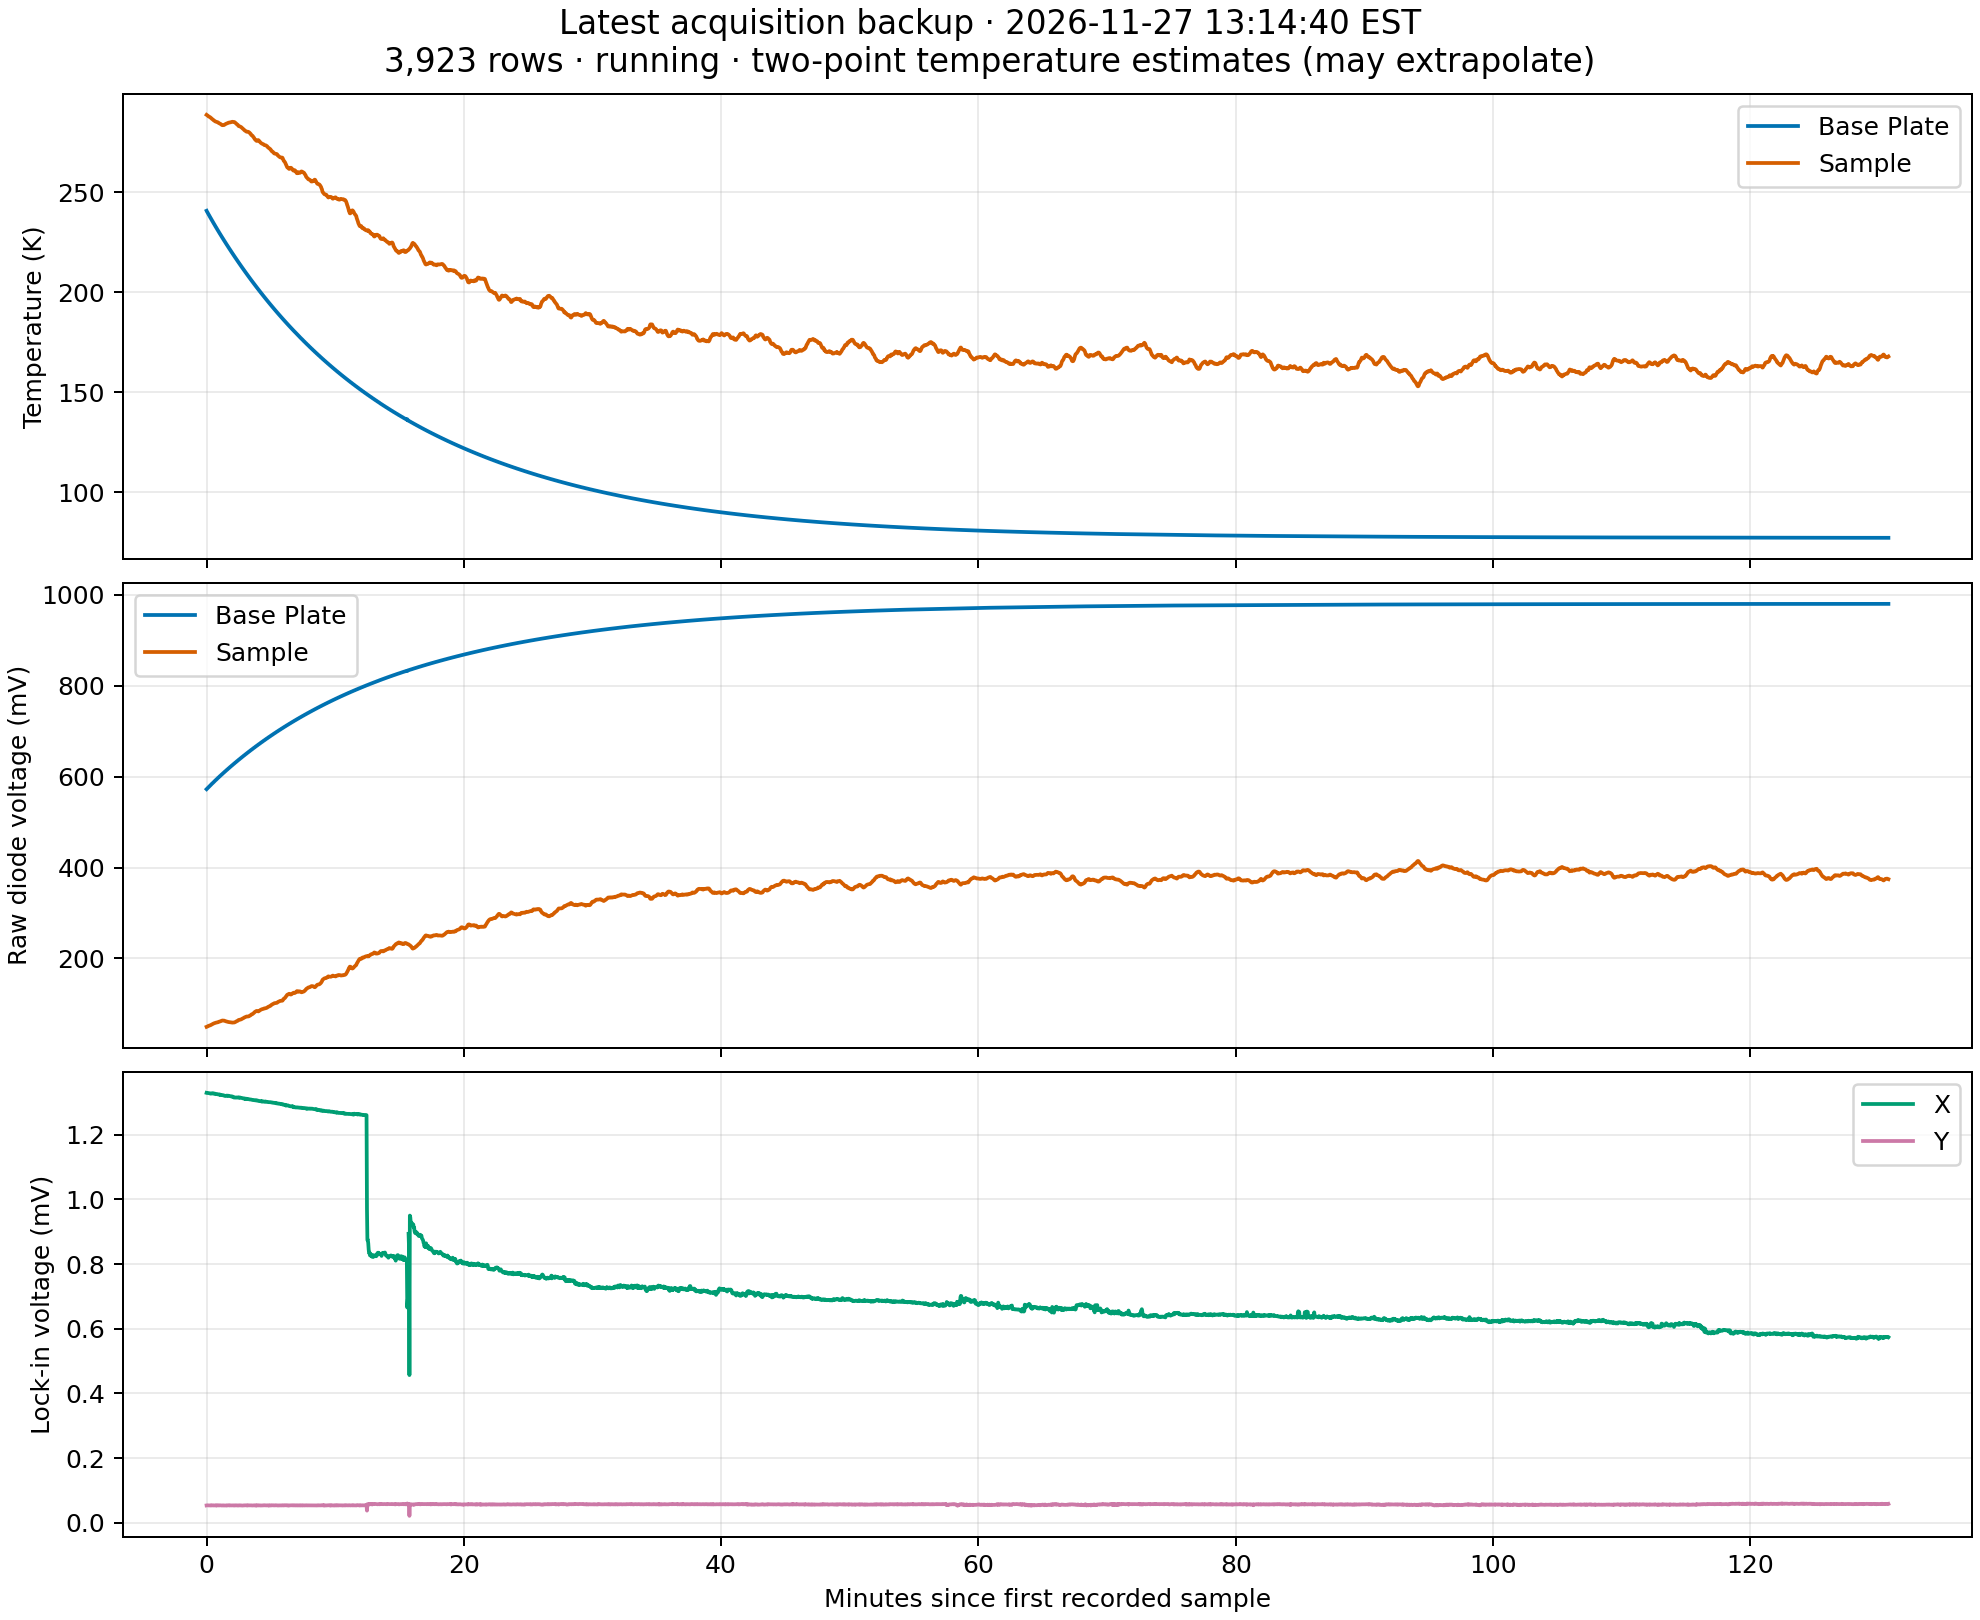 Latest acquisition backup · 2026-11-27 13:14:40 EST
3,923 rows · running · two-point temperature estimates (may extrapolate)
Temperature (K)
250
200
150
100
Base Plate
Sample
Raw diode voltage (mV)
1000
800
600
400
200
Base Plate
Sample
Lock-in voltage (mV)
1.2
1.0
0.8
0.6
0.4
0.2
0.0
X
Y
0 20 40 60 80 100 120
Minutes since first recorded sample